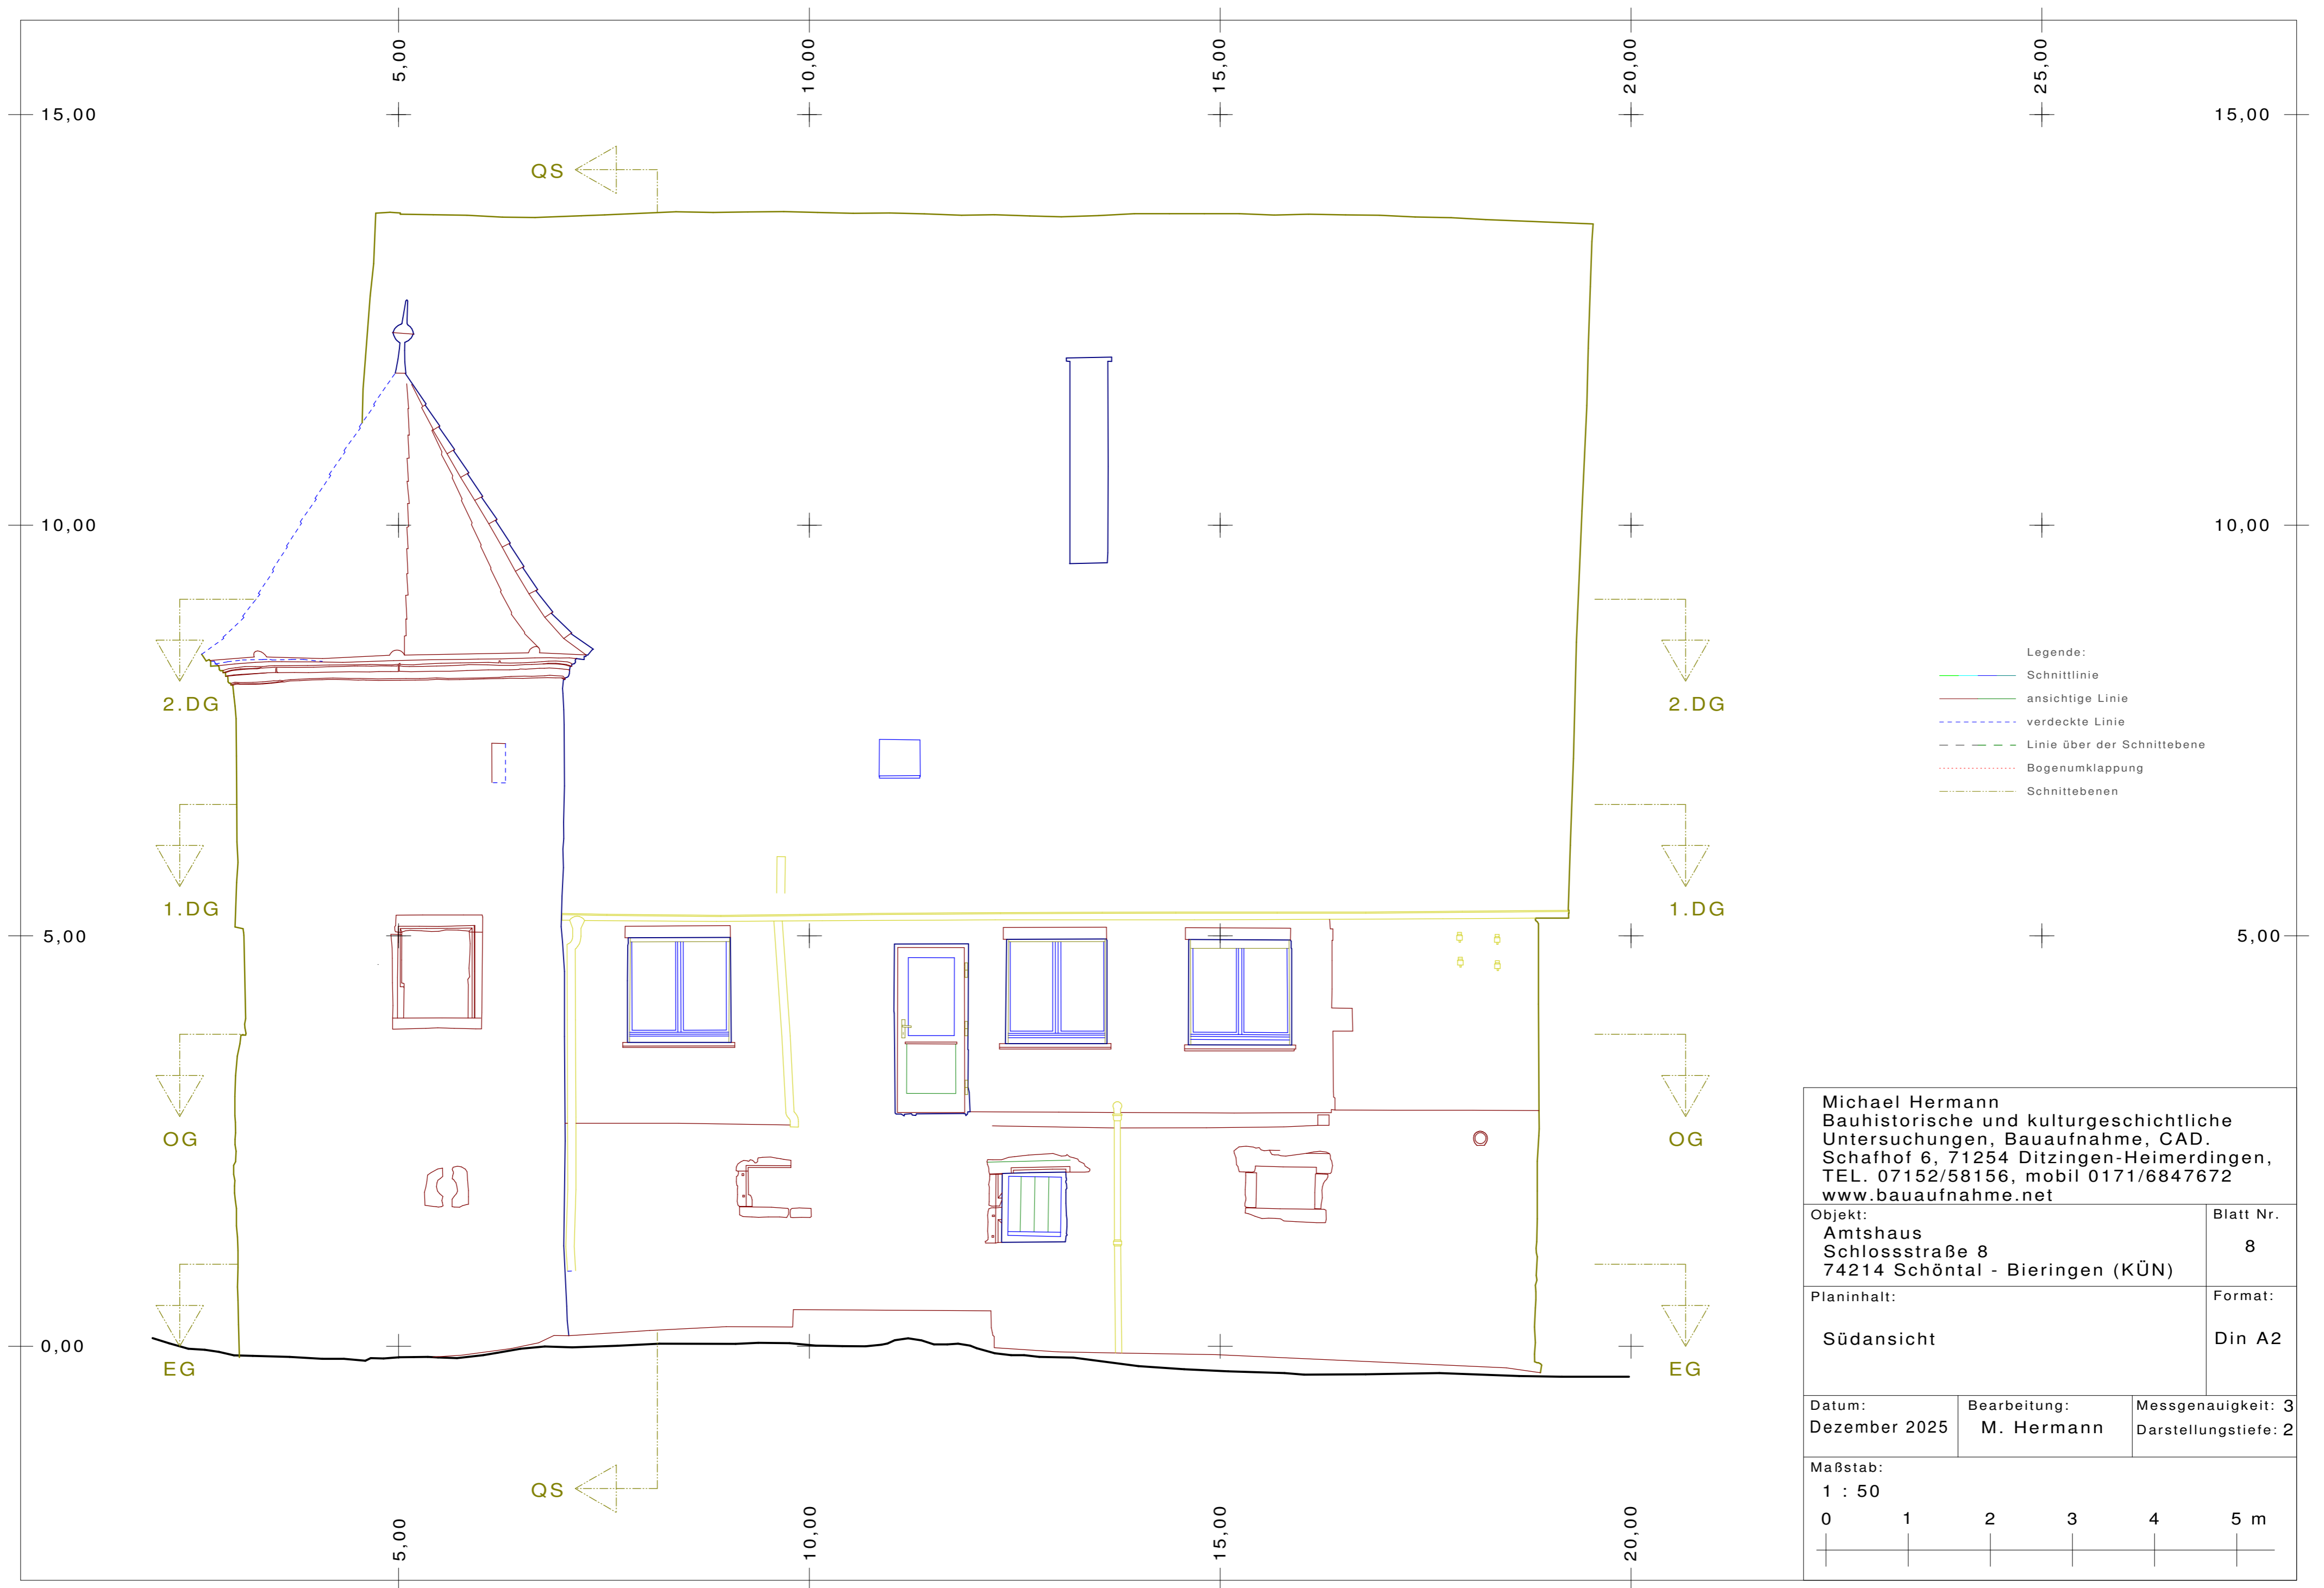 5,00
10,00
15,00
20,00
25,00
15,00
15,00
QS
10,00
10,00
2.DG
2.DG
Legende:
Schnittlinie
ansichtige Linie
verdeckte Linie
Linie über der Schnittebene
Bogenumklappung
Schnittebenen
1.DG
1.DG
5,00
5,00
OG
OG
0,00
EG
EG
QS
5,00
10,00
15,00
20,00
Michael Hermann
Bauhistorische und kulturgeschichtliche
Untersuchungen, Bauaufnahme, CAD.
Schafhof 6, 71254 Ditzingen-Heimerdingen,
TEL. 07152/58156, mobil 0171/6847672
www.bauaufnahme.net
Objekt:
Amtshaus
Schlossstraße 8
74214 Schöntal - Bieringen (KÜN)
Blatt Nr.
8
Planinhalt:
Südansicht
Format:
Din A2
Datum:
Dezember 2025
Bearbeitung:
M. Hermann
Messgenauigkeit: 3
Darstellungstiefe: 2
Maßstab:
1 : 50
0 1 2 3 4 5 m